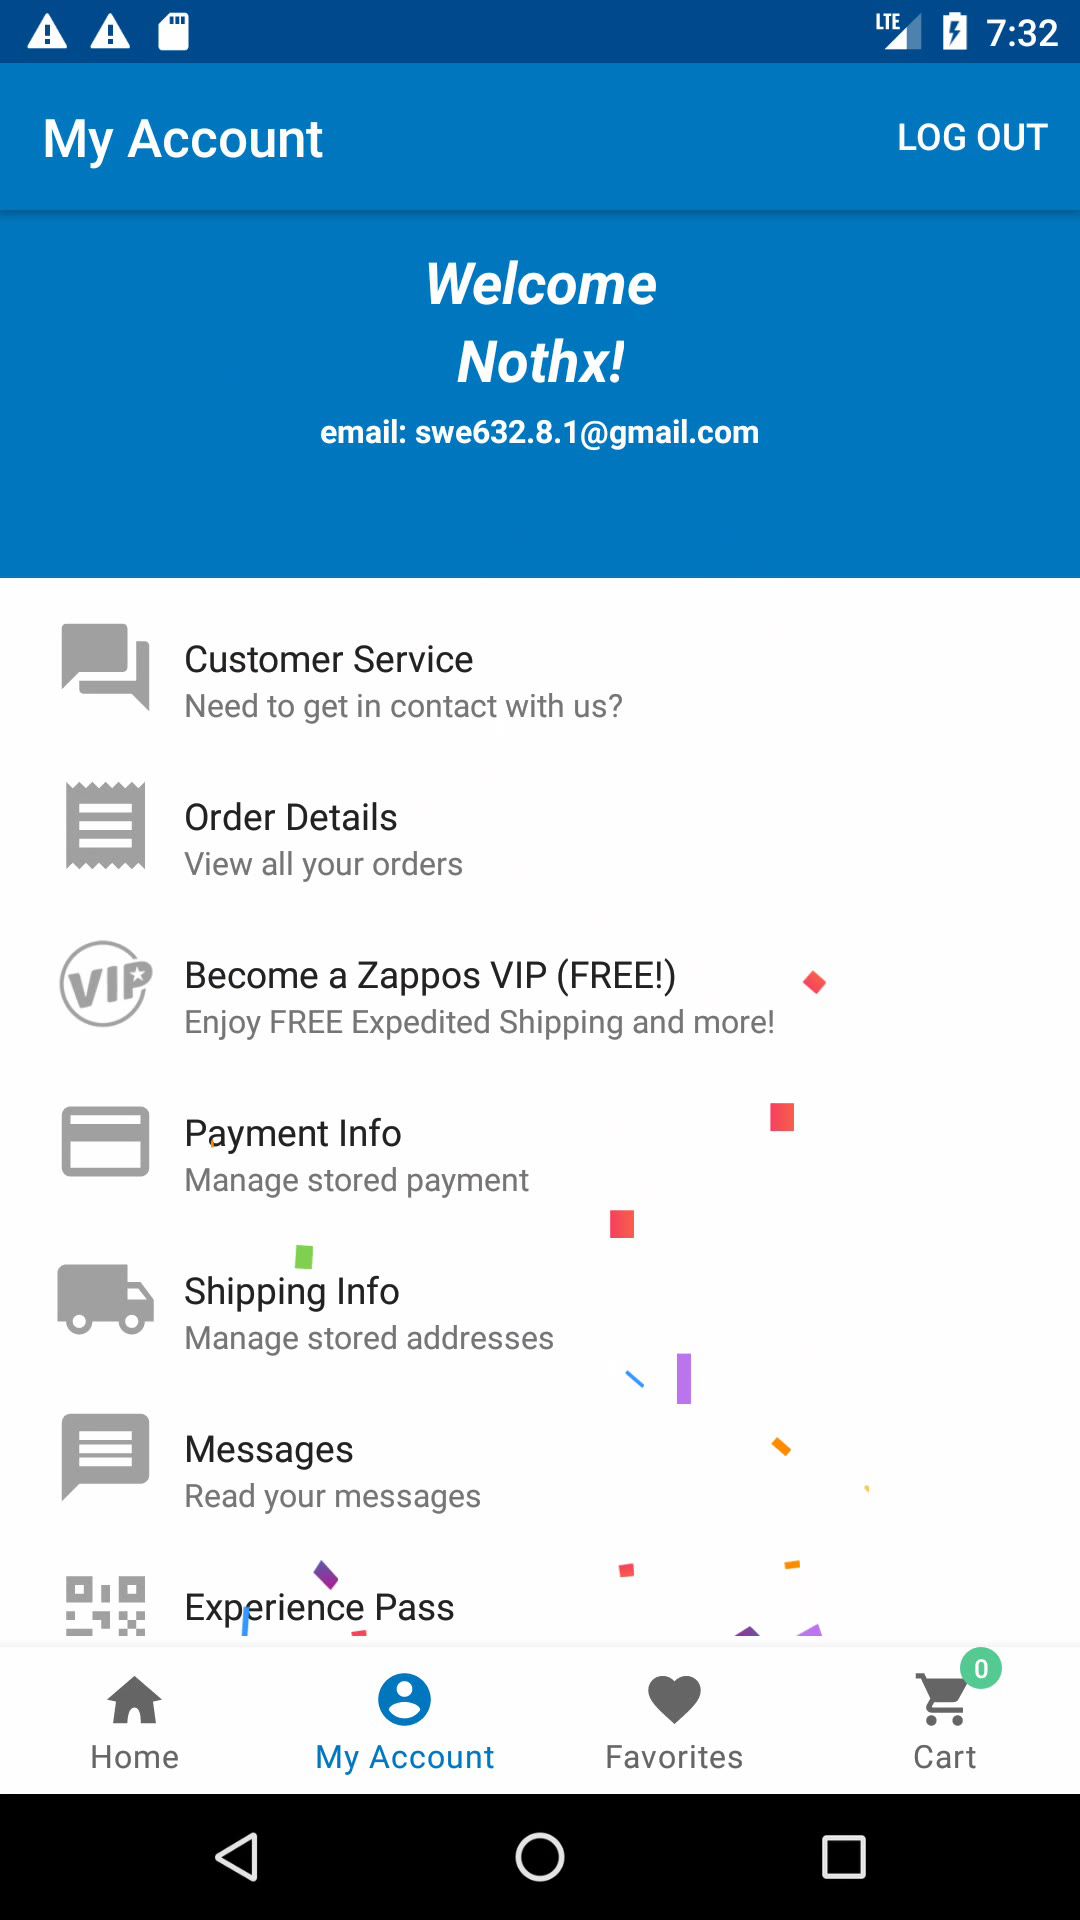 LTE 7:32
My Account LOG OUT
Welcome
Nothx!
email: swe632.8.1@gmail.com
Customer Service
Need to get in contact with us?
Order Details
View all your orders
VIP
Become a Zappos VIP (FREE!)
Enjoy FREE Expedited Shipping and more!
Payment Info
Manage stored payment
Shipping Info
Manage stored addresses
Messages
Read your messages
Experience Pass
0
Home My Account Favorites Cart